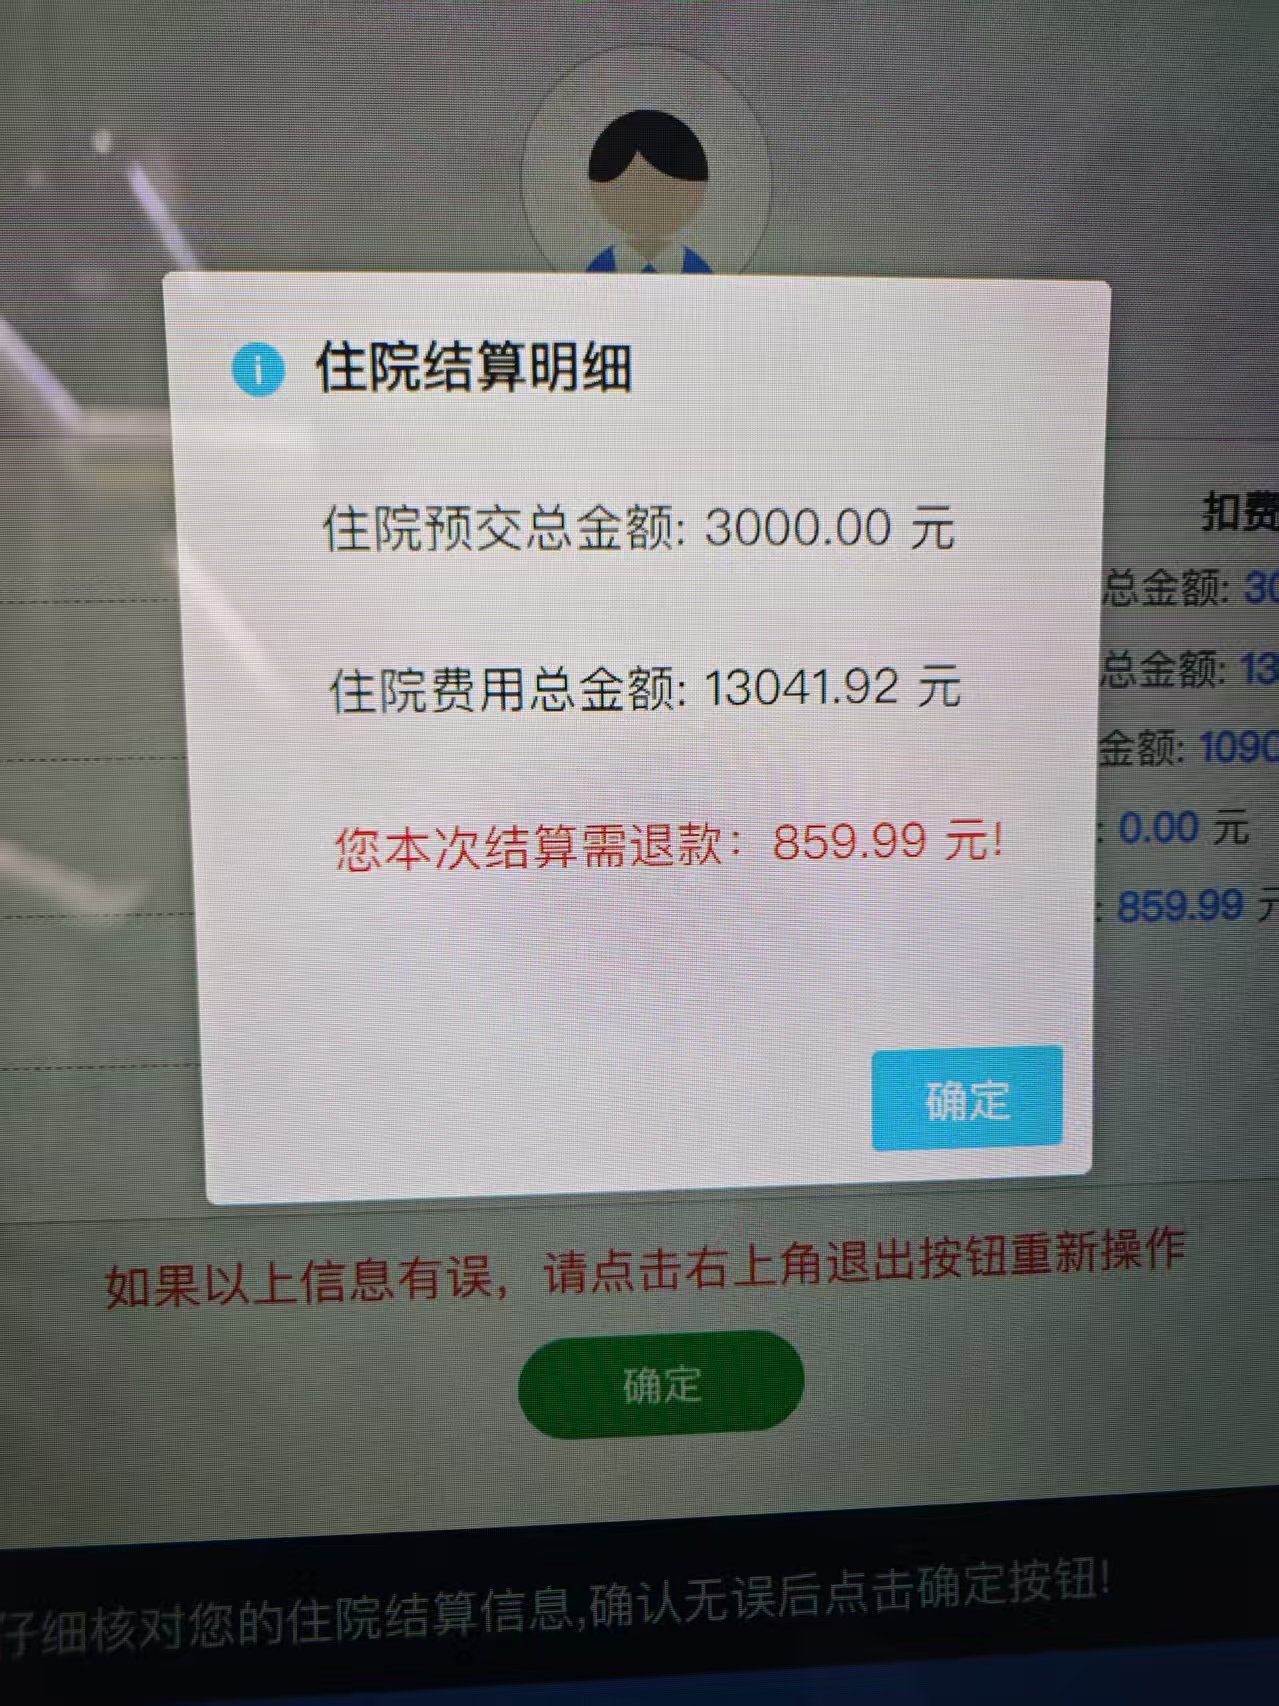 住院结算明细
住院预交总金额: 3000.00 元
住院费用总金额: 13041.92 元
您本次结算需退款：859.99 元!
确定
扣费
总金额: 30
总金额: 13
金额: 1090
: 0.00 元
: 859.99 元
如果以上信息有误，请点击右上角退出按钮重新操作
确定
仔细核对您的住院结算信息,确认无误后点击确定按钮!